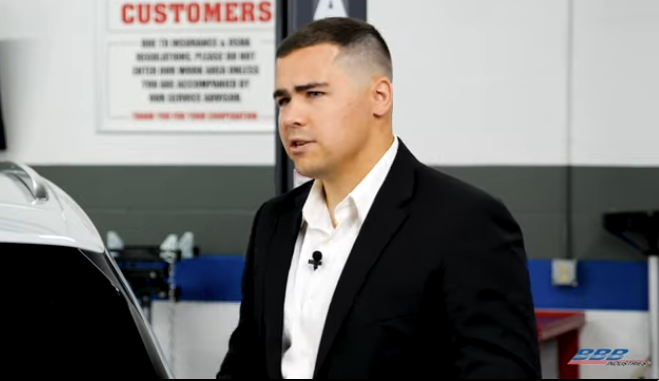 CUSTOMERS
DUE TO INSURANCE & OSHA
REGULATIONS, PLEASE DO NOT
ENTER OUR WORK AREA UNLESS
YOU ARE ACCOMPANIED BY
OUR SERVICE ADVISOR.
THANK YOU FOR YOUR COOPERATION
A
BBB
INDUSTRIES